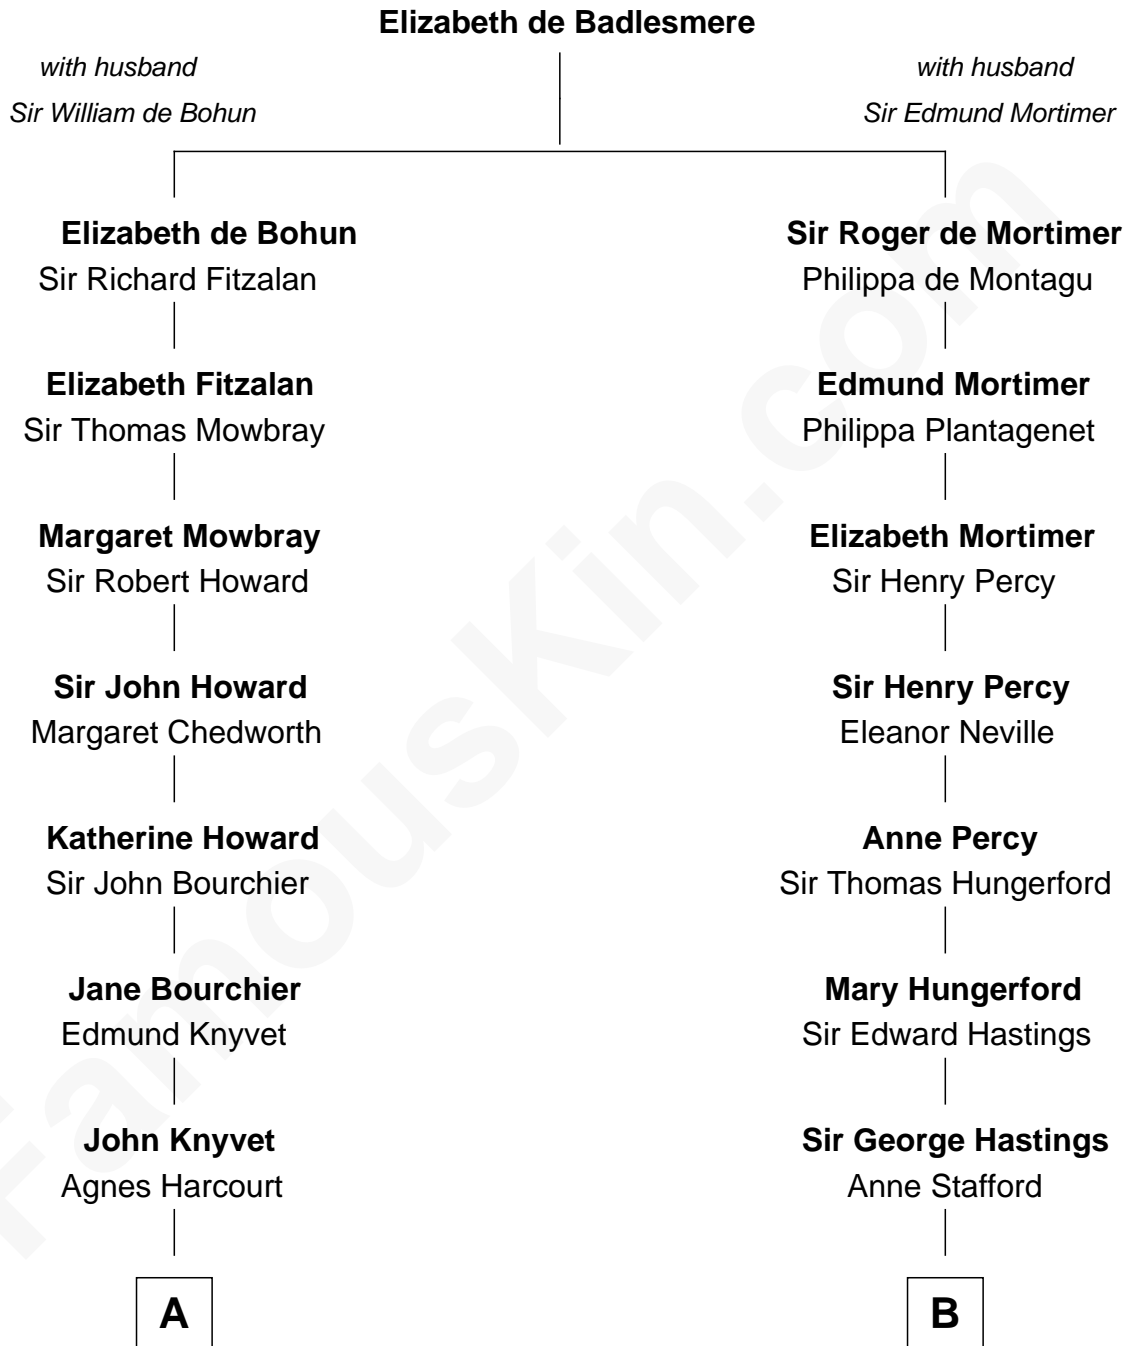 Elizabeth de Badlesmere
with husband
Sir William de Bohun
with husband
Sir Edmund Mortimer
Elizabeth de Bohun
Sir Richard Fitzalan
Sir Roger de Mortimer
Philippa de Montagu
Elizabeth Fitzalan
Sir Thomas Mowbray
Edmund Mortimer
Philippa Plantagenet
Margaret Mowbray
Sir Robert Howard
Elizabeth Mortimer
Sir Henry Percy
Sir John Howard
Margaret Chedworth
Sir Henry Percy
Eleanor Neville
Katherine Howard
Sir John Bourchier
Anne Percy
Sir Thomas Hungerford
Jane Bourchier
Edmund Knyvet
Mary Hungerford
Sir Edward Hastings
John Knyvet
Agnes Harcourt
Sir George Hastings
Anne Stafford
A
B
FamousKin.com